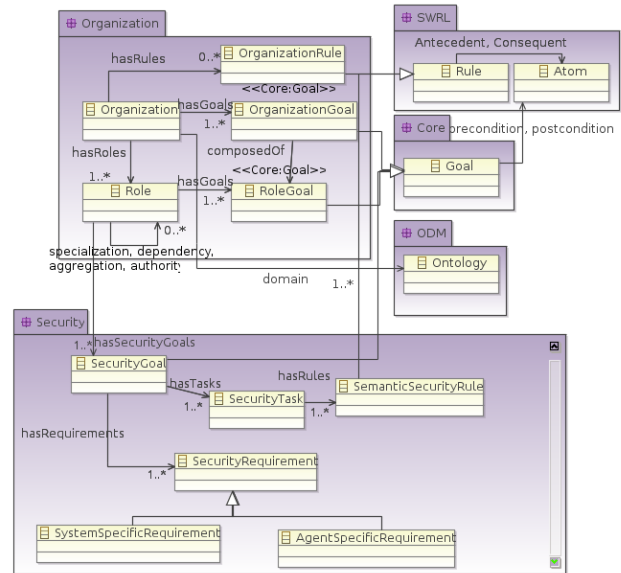 Organization
SWRL
hasRules
0..*
OrganizationRule
Antecedent, Consequent
Rule
Atom
<<Core:Goal>>
Organization
hasGoals
1..*
OrganizationGoal
Core
precondition, postcondition
hasRoles
composedOf
Goal
<<Core:Goal>>
1..*
Role
hasGoals
1..*
RoleGoal
0..*
ODM
specialization, dependency,
aggregation, authority
Ontology
domain
1..*
Security
1..*
hasSecurityGoals
SecurityGoal
hasTasks
1..*
SecurityTask
hasRules
1..*
SemanticSecurityRule
hasRequirements
1..*
SecurityRequirement
SystemSpecificRequirement
AgentSpecificRequirement